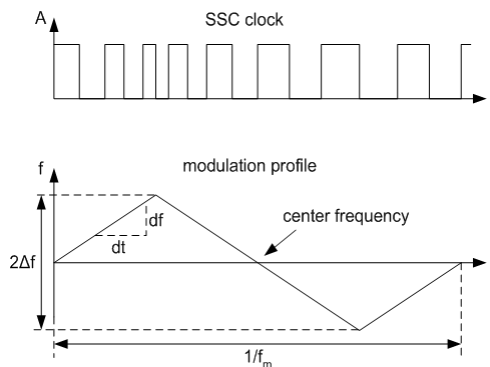 A
SSC clock
f
modulation profile
df
dt
center frequency
2Δf
1/fm